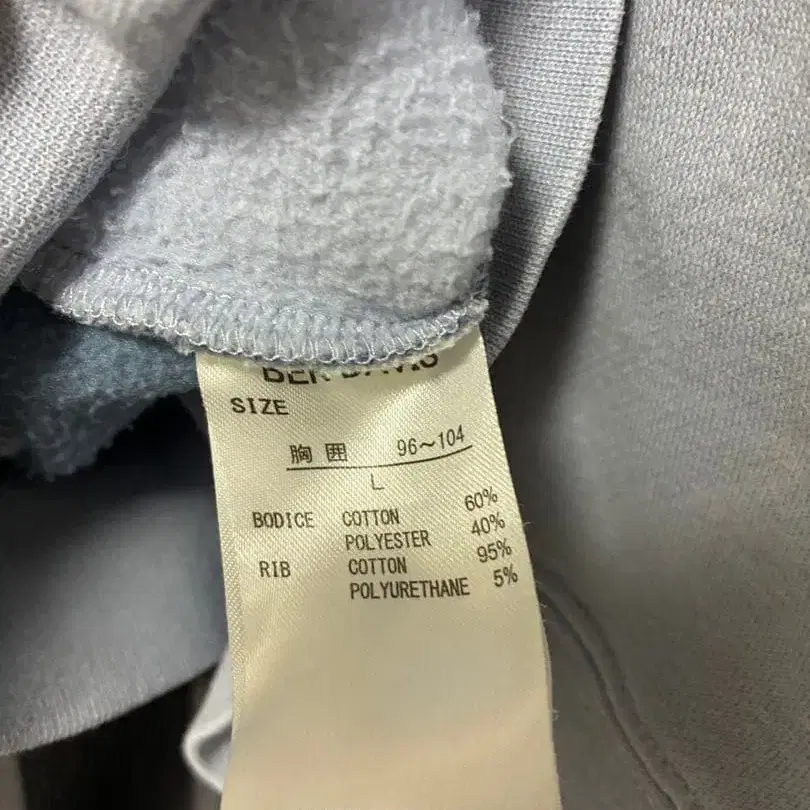 SIZE
胸囲 96～104
L
BODICE COTTON 60%
POLYESTER 40%
RIB COTTON 95%
POLYURETHANE 5%